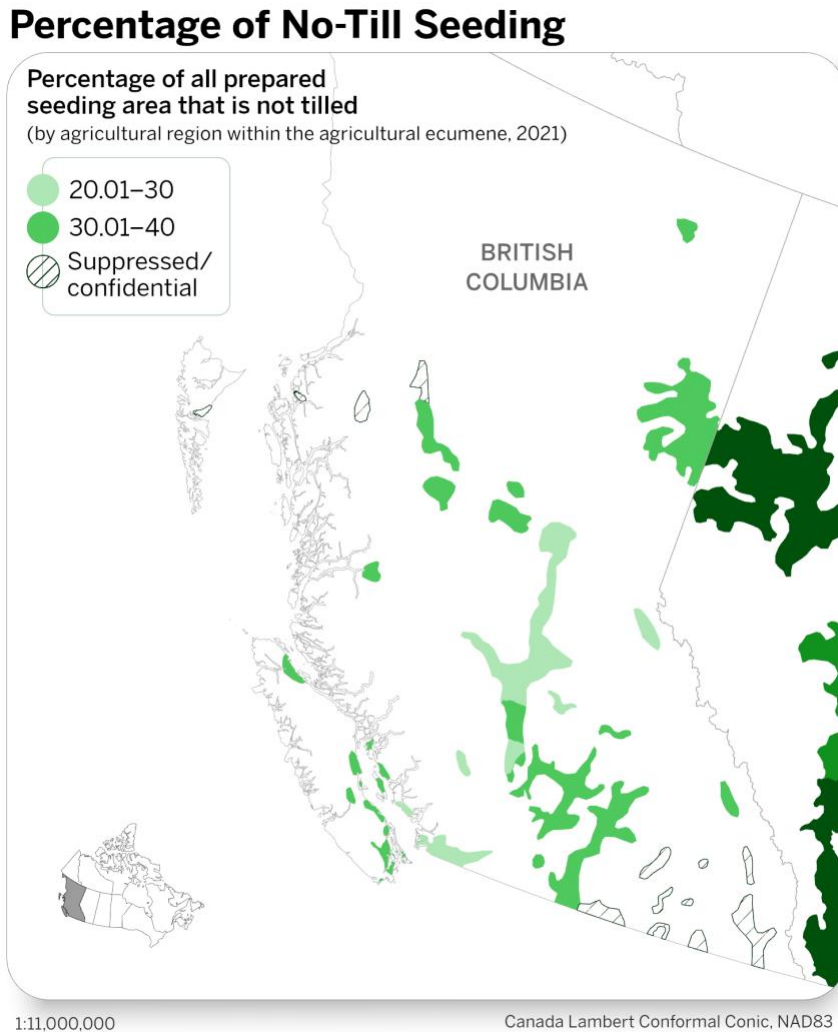 Percentage of No-Till Seeding
Percentage of all prepared
seeding area that is not tilled
(by agricultural region within the agricultural ecumene, 2021)
20.01–30
30.01–40
Suppressed/
confidential
BRITISH
COLUMBIA
1:11,000,000
Canada Lambert Conformal Conic, NAD83